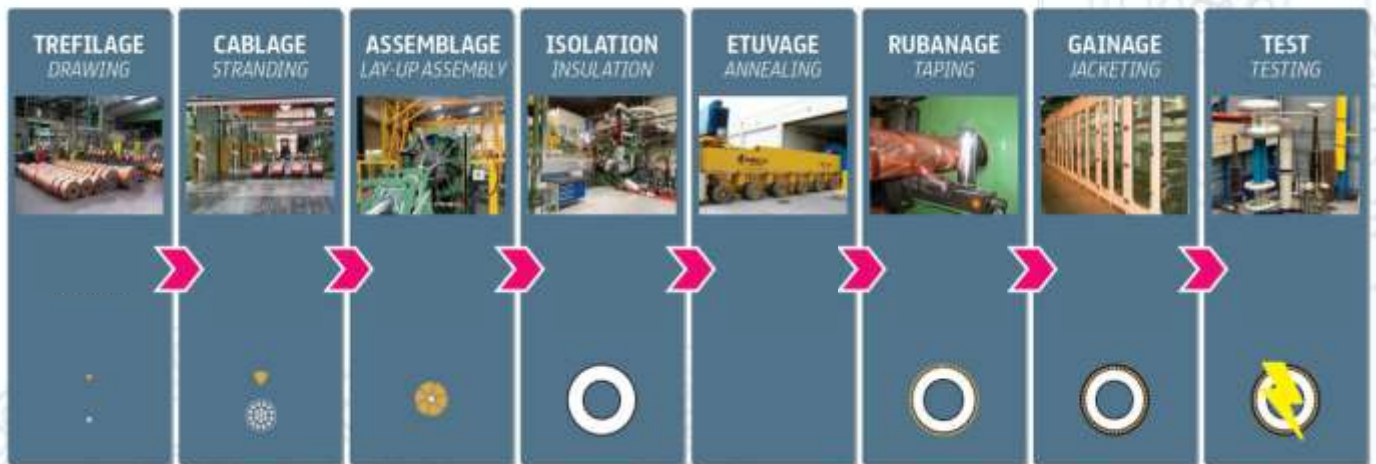 TREFILAGE
DRAWING
CABLAGE
STRANDING
ASSEMBLAGE
LAY-UP ASSEMBLY
ISOLATION
INSULATION
ETUVAGE
ANNEALING
RUBANAGE
TAPING
GAINAGE
JACKETING
TEST
TESTING